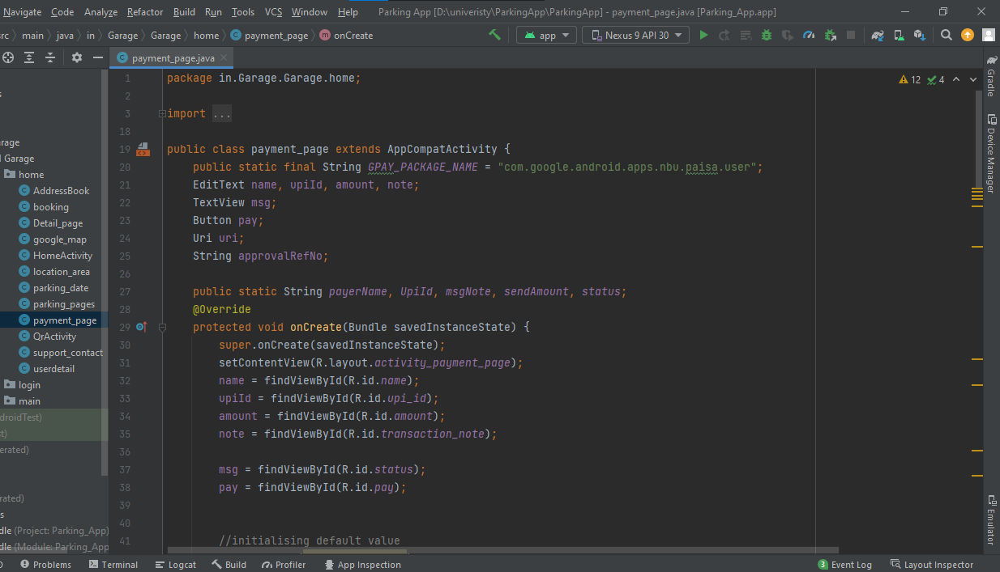 Navigate Code Analyze Refactor Build Run Tools VCS Window Help Parking App [D:\univeristy\ParkingApp\ParkingApp] - payment_page.java [Parking_App.app]
rc main java in Garage Garage home payment_page onCreate app Nexus 9 API 30
payment_page.java
1 package in.Garage.Garage.home;
2
3 import ...
18
19 public class payment_page extends AppCompatActivity {
20 public static final String GPAY_PACKAGE_NAME = "com.google.android.apps.nbu.paisa.user";
21 EditText name, upiId, amount, note;
22 TextView msg;
23 Button pay;
24 Uri uri;
25 String approvalRefNo;
26
27 public static String payerName, UpiId, msgNote, sendAmount, status;
28 @Override
29 protected void onCreate(Bundle savedInstanceState) {
30 super.onCreate(savedInstanceState);
31 setContentView(R.layout.activity_payment_page);
32 name = findViewById(R.id.name);
33 upiId = findViewById(R.id.upi_id);
34 amount = findViewById(R.id.amount);
35 note = findViewById(R.id.transaction_note);
36
37 msg = findViewById(R.id.status);
38 pay = findViewById(R.id.pay);
39
40
41 //initialising default value
12 4
s
rage
Garage
home
AddressBook
booking
Detail_page
google_map
HomeActivity
location_area
parking_date
parking_pages
payment_page
QrActivity
support_contact
userdetail
login
main
droidTest)
st)
erated)
rated)
s
dle (Project: Parking_App)
dle (Module: Parking_App
Gradle
Device Manager
Emulator
Problems Terminal Logcat Build Profiler App Inspection 3 Event Log Layout Inspector